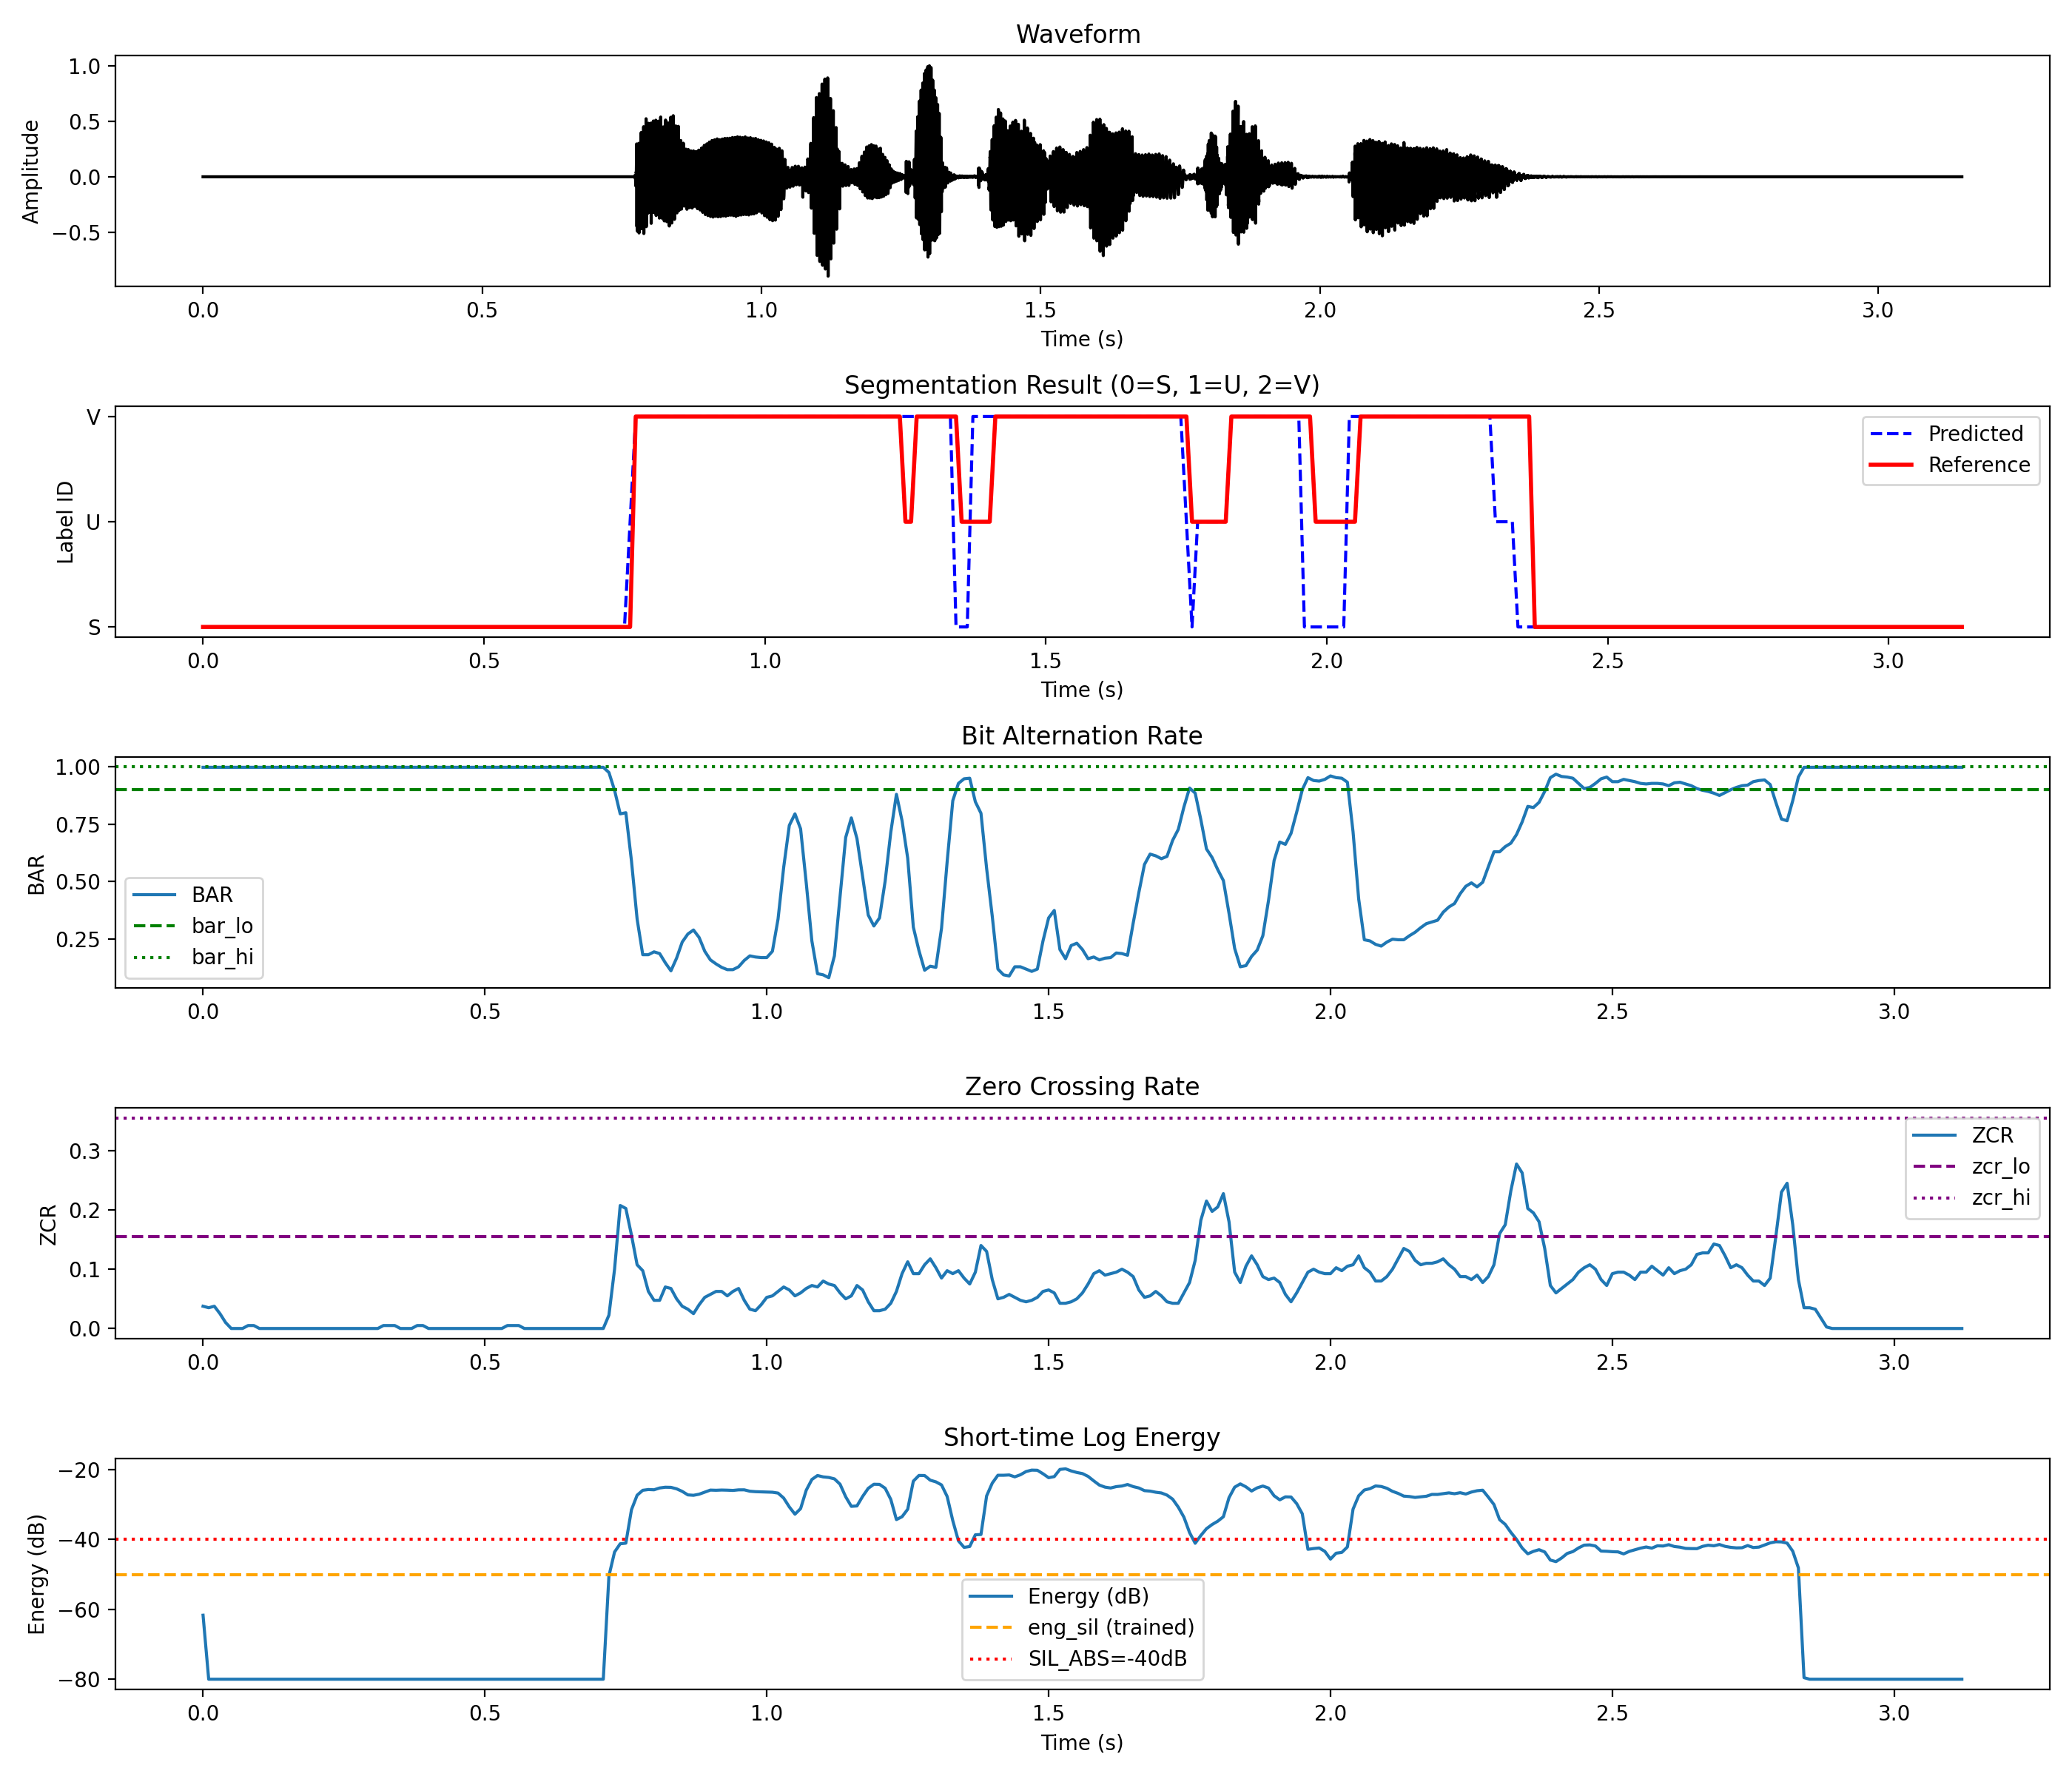 Waveform
1.0
0.5
0.0
−0.5
Amplitude
0.0 0.5 1.0 1.5 2.0 2.5 3.0
Time (s)
Segmentation Result (0=S, 1=U, 2=V)
V
U
S
Label ID
Predicted
Reference
0.0 0.5 1.0 1.5 2.0 2.5 3.0
Time (s)
Bit Alternation Rate
1.00
0.75
0.50
0.25
BAR
BAR
bar_lo
bar_hi
0.0 0.5 1.0 1.5 2.0 2.5 3.0
Zero Crossing Rate
0.3
0.2
0.1
0.0
ZCR
ZCR
zcr_lo
zcr_hi
0.0 0.5 1.0 1.5 2.0 2.5 3.0
Short-time Log Energy
−20
−40
−60
−80
Energy (dB)
Energy (dB)
eng_sil (trained)
SIL_ABS=-40dB
0.0 0.5 1.0 1.5 2.0 2.5 3.0
Time (s)